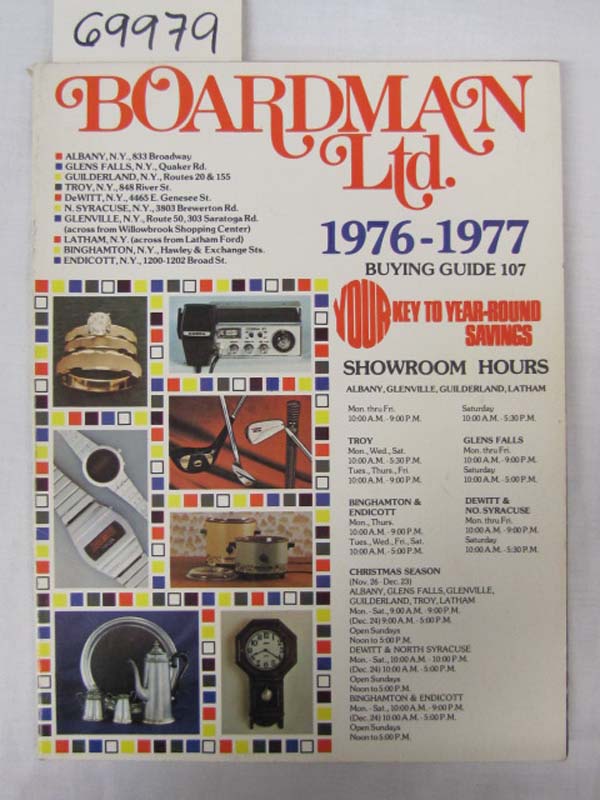 69979
BOARDMAN
Ltd.
ALBANY, N.Y., 833 Broadway
GLENS FALLS, N.Y., Quaker Rd.
GUILDERLAND, N.Y., Routes 20 & 155
TROY, N.Y., 848 River St.
DeWITT, N.Y., 4465 E. Genesee St.
N. SYRACUSE, N.Y., 3803 Brewerton Rd.
GLENVILLE, N.Y., Route 50, 303 Saratoga Rd.
(across from Willowbrook Shopping Center)
LATHAM, N.Y. (across from Latham Ford)
BINGHAMTON, N.Y., Hawley & Exchange Sts.
ENDICOTT, N.Y., 1200-1202 Broad St.
1976-1977
BUYING GUIDE 107
YOUR KEY TO YEAR-ROUND
SAVINGS
SHOWROOM HOURS
ALBANY, GLENVILLE, GUILDERLAND, LATHAM
Mon. thru Fri.
10:00 A.M. - 9:00 P.M.
Saturday
10:00 A.M. - 5:30 P.M.
TROY
Mon., Wed., Sat.
10:00 A.M. - 5:30 P.M.
Tues., Thurs., Fri.
10:00 A.M. - 9:00 P.M.
GLENS FALLS
Mon. thru Fri.
10:00 A.M. - 9:00 P.M.
Saturday
10:00 A.M. - 5:00 P.M.
BINGHAMTON &
ENDICOTT
Mon., Thurs.
10:00 A.M. - 9:00 P.M.
Tues., Wed., Fri., Sat.
10:00 A.M. - 5:00 P.M.
DEWITT &
NO. SYRACUSE
Mon. thru Fri.
10:00 A.M. - 9:00 P.M.
Saturday
10:00 A.M. - 5:30 P.M.
CHRISTMAS SEASON
(Nov. 26 - Dec. 23)
ALBANY, GLENS FALLS, GLENVILLE,
GUILDERLAND, TROY, LATHAM
Mon. - Sat., 9:00 A.M. - 9:00 P.M.
(Dec. 24) 9:00 A.M. - 5:00 P.M.
Open Sundays
Noon to 5:00 P.M.
DEWITT & NORTH SYRACUSE
Mon. - Sat., 10:00 A.M. - 10:00 P.M.
(Dec. 24) 10:00 A.M. - 5:00 P.M.
Open Sundays
Noon to 5:00 P.M.
BINGHAMTON & ENDICOTT
Mon. - Sat., 10:00 A.M. - 9:00 P.M.
(Dec. 24) 10:00 A.M. - 5:00 P.M.
Open Sundays
Noon to 5:00 P.M.